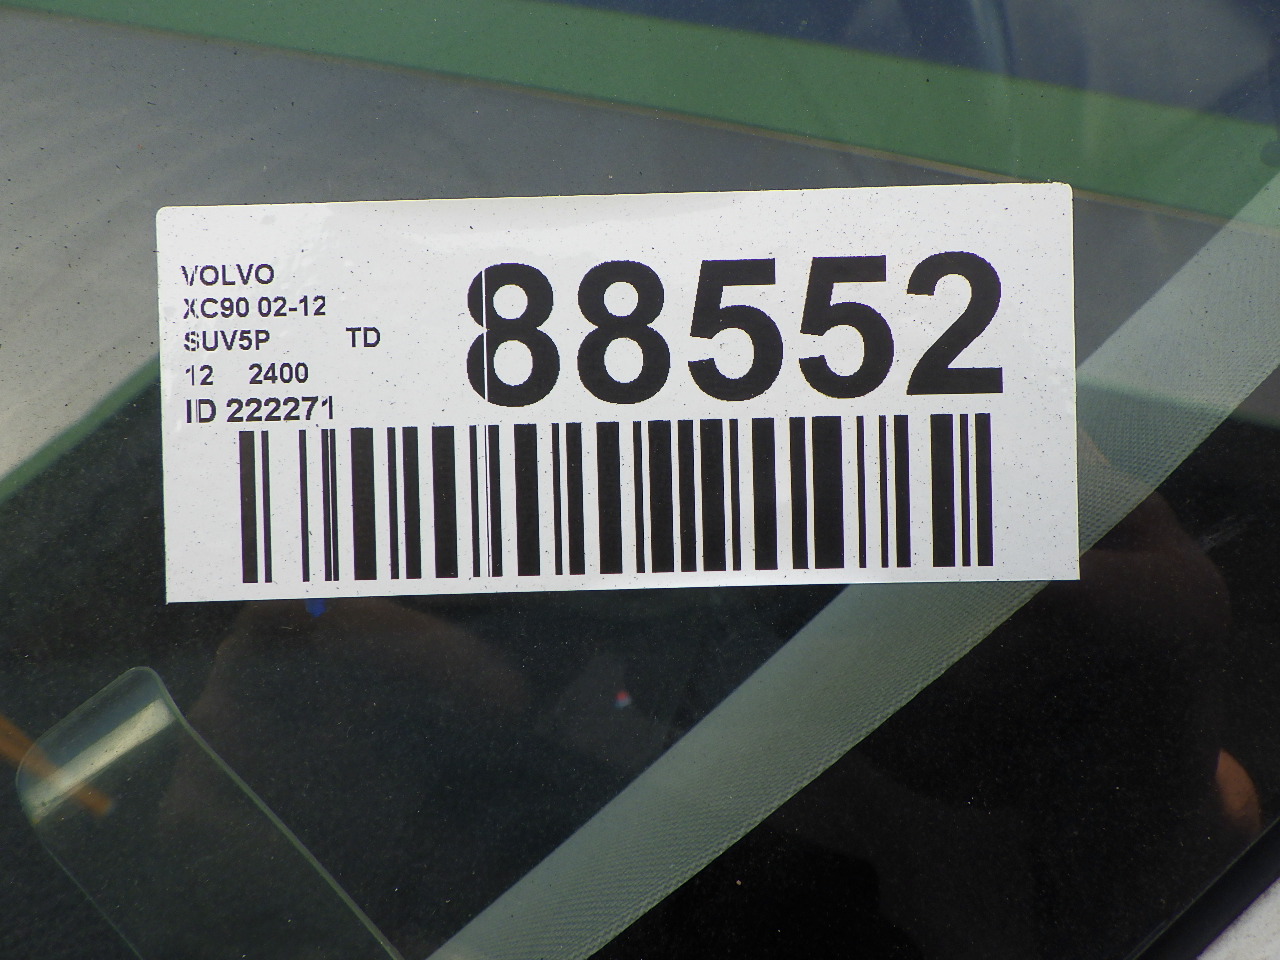 VOLVO
XC90 02-12
SUV5P TD
12 2400
ID 222271
88552